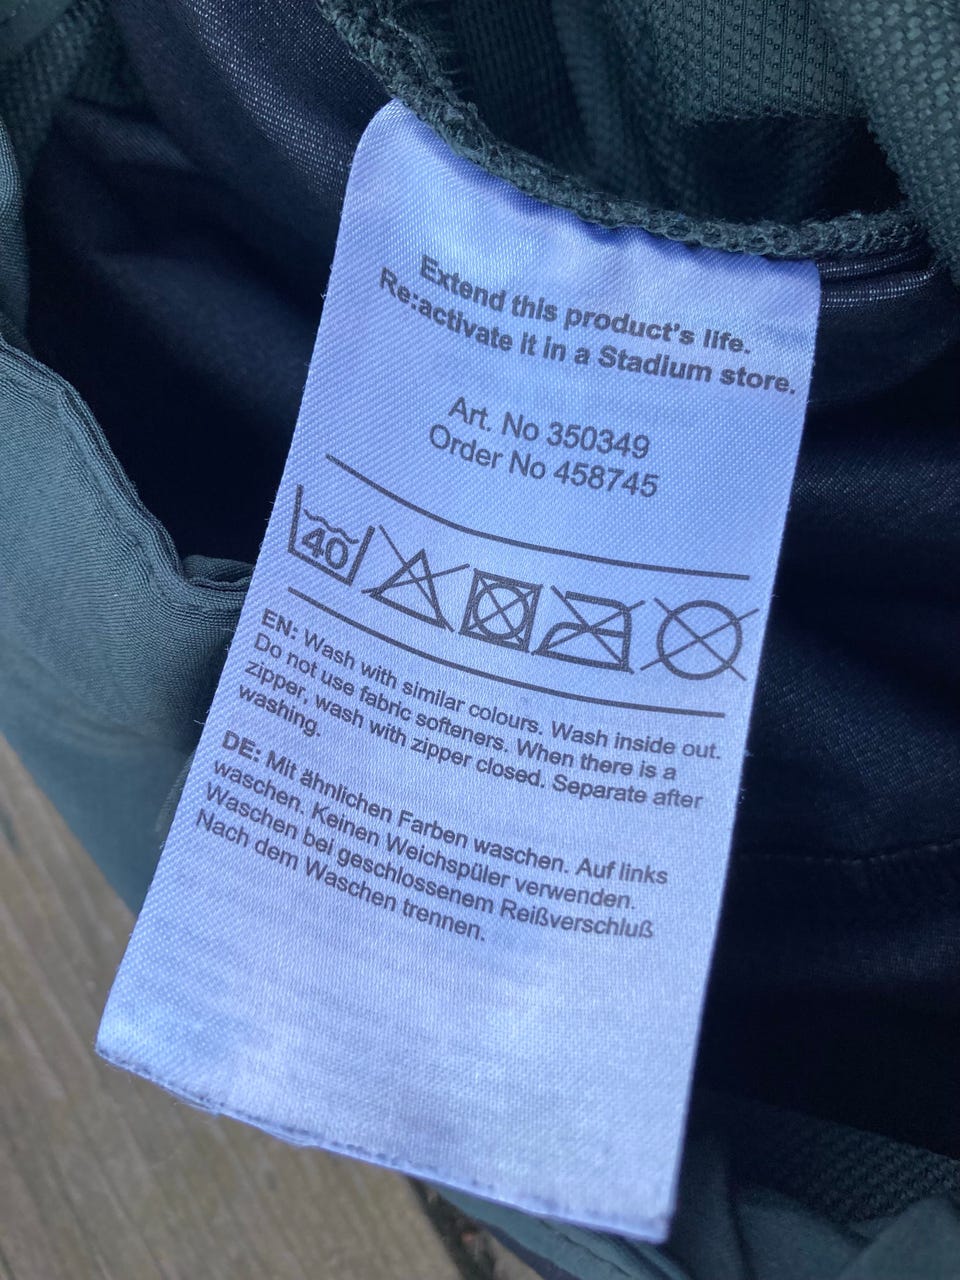 Extend this product's life.
Re:activate it in a Stadium store.
Art. No 350349
Order No 458745
40
EN: Wash with similar colours. Wash inside out.
Do not use fabric softeners. When there is a
zipper, wash with zipper closed. Separate after
washing.
DE: Mit ähnlichen Farben waschen. Auf links
waschen. Keinen Weichspüler verwenden.
Waschen bei geschlossenem Reißverschluß
Nach dem Waschen trennen.